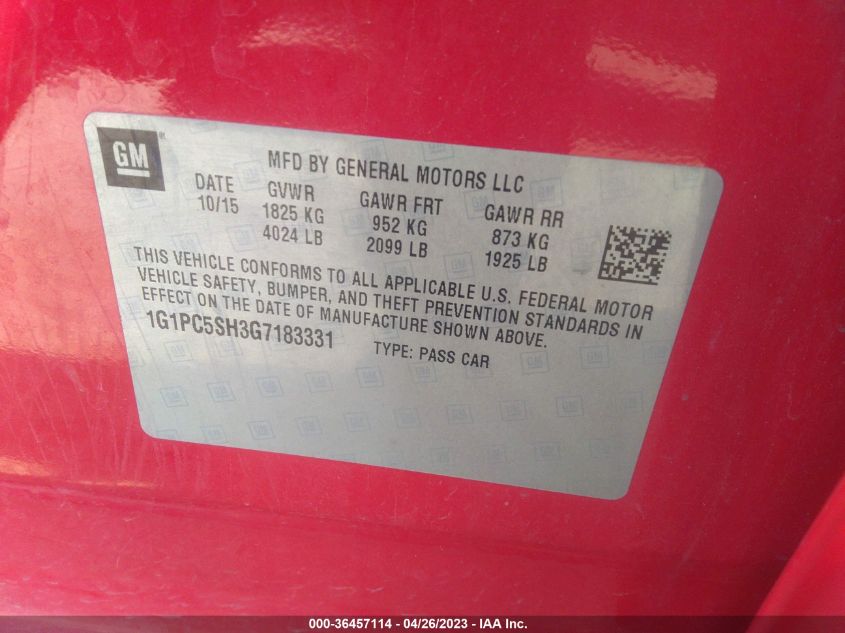 GM
MFD BY GENERAL MOTORS LLC
DATE GVWR GAWR FRT GAWR RR
10/15 1825 KG 952 KG 873 KG
4024 LB 2099 LB 1925 LB
THIS VEHICLE CONFORMS TO ALL APPLICABLE U.S. FEDERAL MOTOR
VEHICLE SAFETY, BUMPER, AND THEFT PREVENTION STANDARDS IN
EFFECT ON THE DATE OF MANUFACTURE SHOWN ABOVE.
1G1PC5SH3G7183331 TYPE: PASS CAR
000-36457114 - 04/26/2023 - IAA Inc.